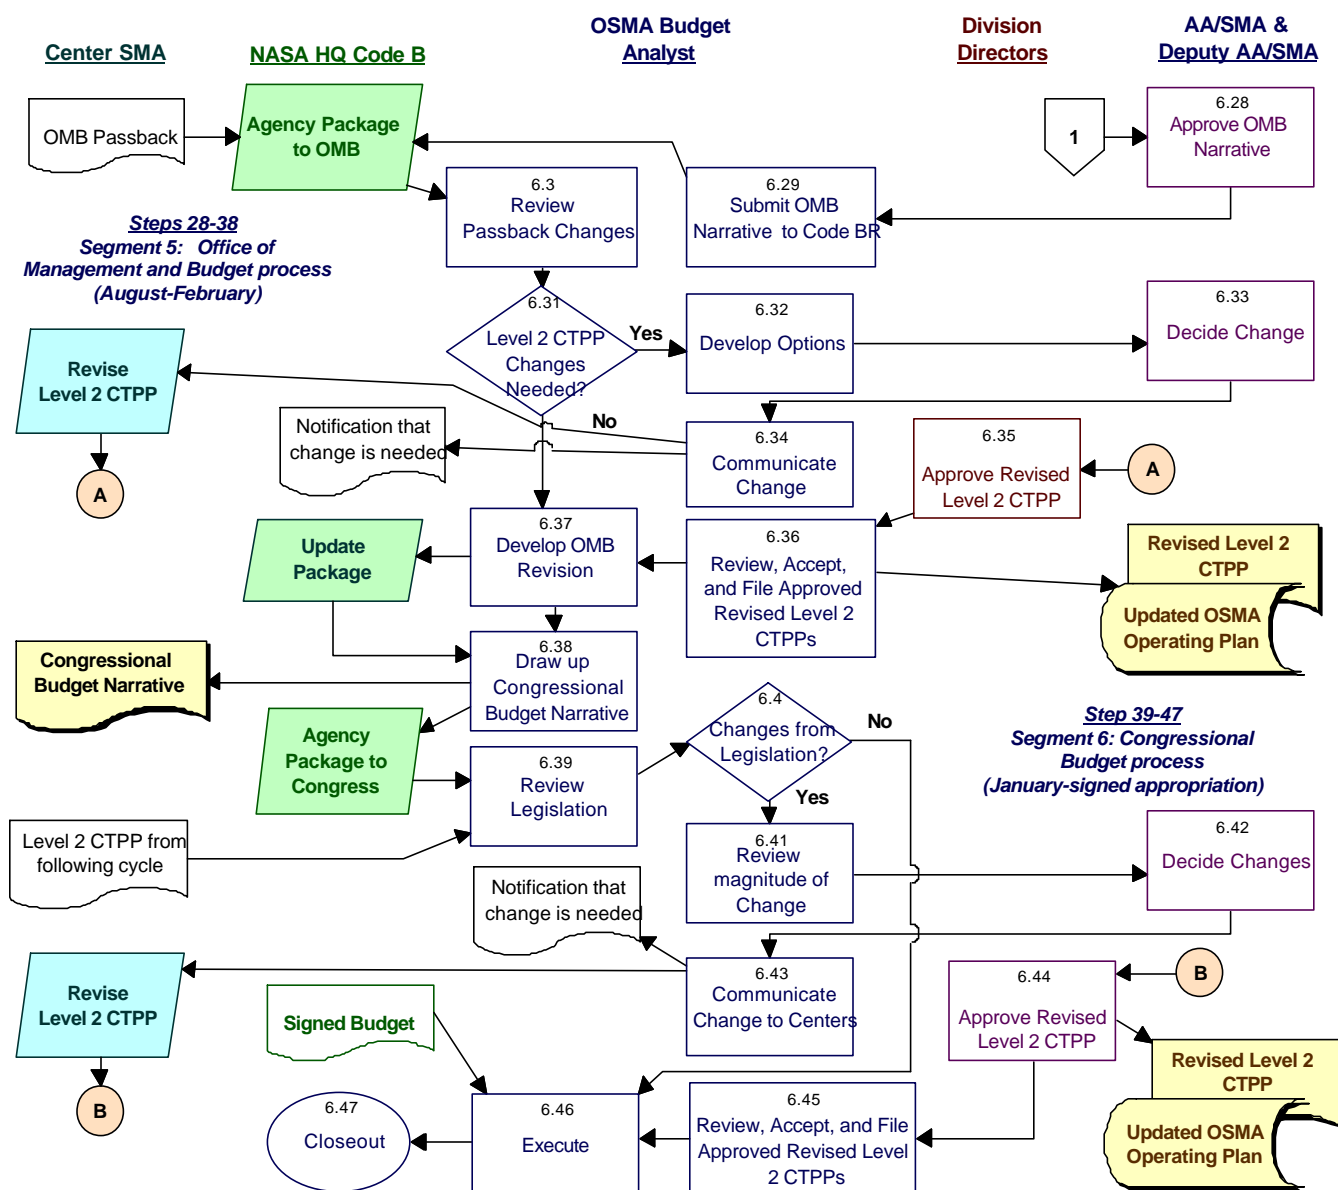 Center SMA
NASA HQ Code B
OSMA Budget
Analyst
Division
Directors
AA/SMA &
Deputy AA/SMA
OMB Passback
Agency Package
to OMB
1
6.28
Approve OMB
Narrative
6.3
Review
Passback Changes
6.29
Submit OMB
Narrative to Code BR
Steps 28-38
Segment 5: Office of
Management and Budget process
(August-February)
6.31
Level 2 CTPP
Changes
Needed?
Yes
No
6.32
Develop Options
6.33
Decide Change
Revise
Level 2 CTPP
A
Notification that
change is needed
6.34
Communicate
Change
6.35
Approve Revised
Level 2 CTPP
A
Update
Package
6.37
Develop OMB
Revision
6.36
Review, Accept,
and File Approved
Revised Level 2
CTPPs
Revised Level 2
CTPP
Updated OSMA
Operating Plan
Congressional
Budget Narrative
6.38
Draw up
Congressional
Budget Narrative
Agency
Package to
Congress
6.39
Review
Legislation
6.4
Changes from
Legislation?
No
Yes
Step 39-47
Segment 6: Congressional
Budget process
(January-signed appropriation)
Level 2 CTPP from
following cycle
6.41
Review
magnitude of
Change
6.42
Decide Changes
Notification that
change is needed
Revise
Level 2 CTPP
B
6.43
Communicate
Change to Centers
6.44
Approve Revised
Level 2 CTPP
B
Signed Budget
Revised Level 2
CTPP
Updated OSMA
Operating Plan
6.47
Closeout
6.46
Execute
6.45
Review, Accept, and File
Approved Revised Level
2 CTPPs